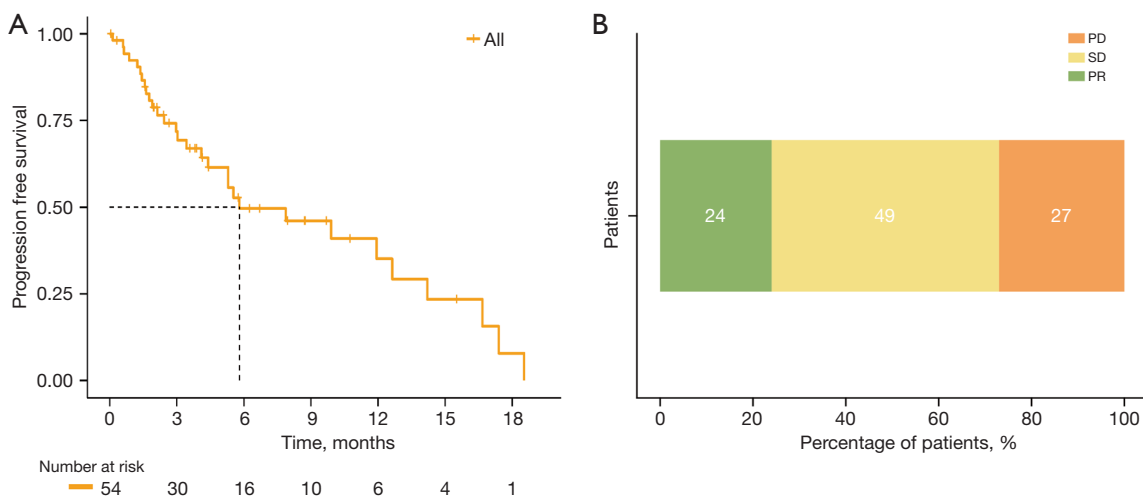 A
All
1.00
0.75
0.50
0.25
0.00
Progression free survival
0 3 6 9 12 15 18
Time, months
Number at risk
54 30 16 10 6 4 1
B
PD
SD
PR
Patients
24 49 27
0 20 40 60 80 100
Percentage of patients, %